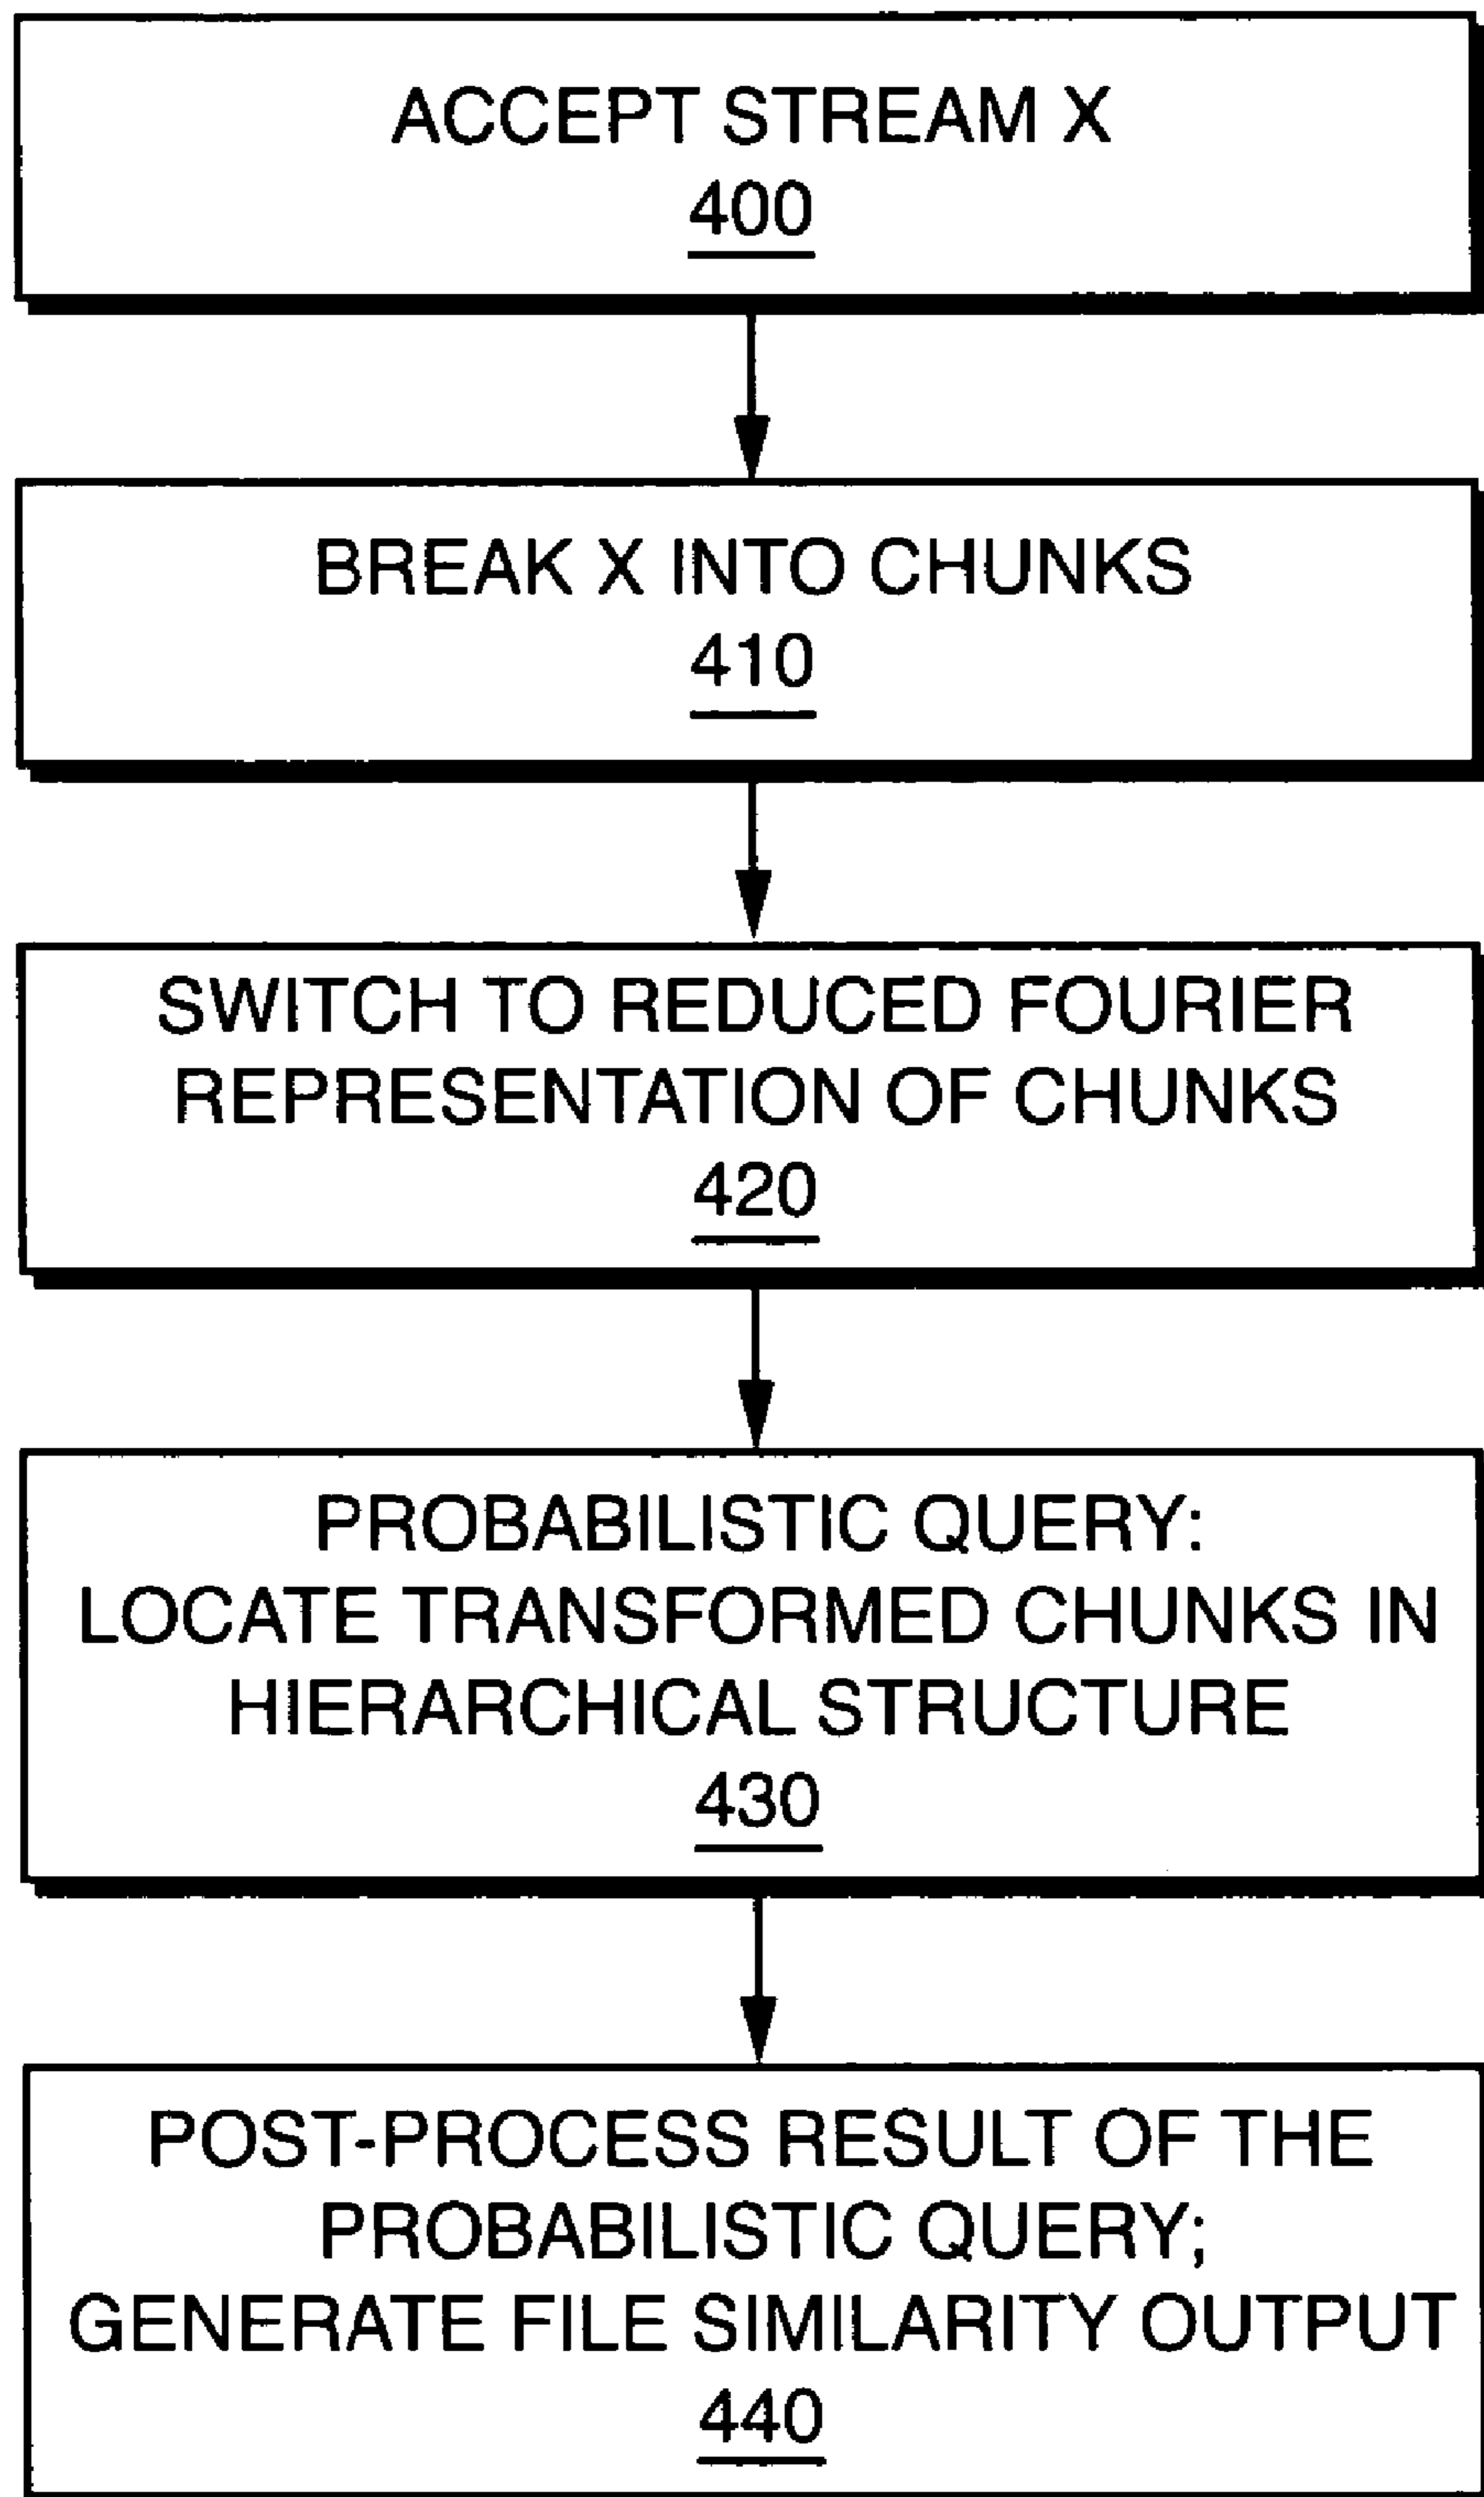 ACCEPT STREAM X
400
BREAK X INTO CHUNKS
410
SWITCH TO REDUCED FOURIER
REPRESENTATION OF CHUNKS
420
PROBABILISTIC QUERY:
LOCATE TRANSFORMED CHUNKS IN
HIERARCHICAL STRUCTURE
430
POST-PROCESS RESULT OF THE
PROBABILISTIC QUERY;
GENERATE FILE SIMILARITY OUTPUT
440